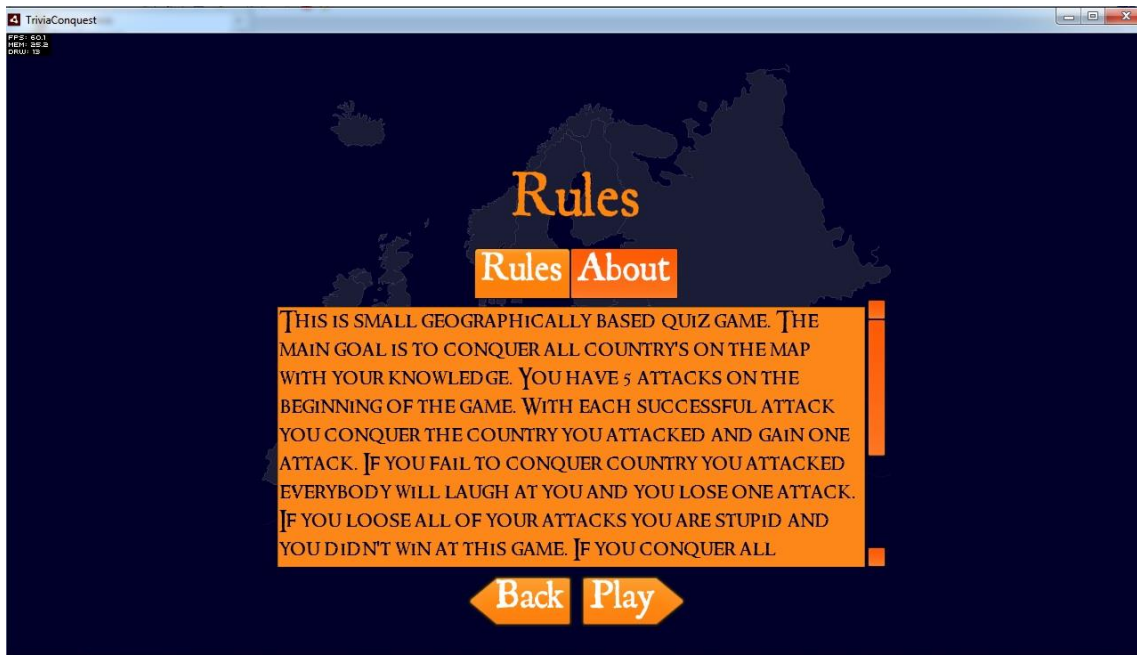 TriviaConquest
FPS: 60.1
MEM: 25.2
DRW: 13
Rules
Rules About
This is small geographically based quiz game. The
main goal is to conquer all country's on the map
with your knowledge. You have 5 attacks on the
beginning of the game. With each successful attack
you conquer the country you attacked and gain one
attack. If you fail to conquer country you attacked
everybody will laugh at you and you lose one attack.
If you loose all of your attacks you are stupid and
you didn't win at this game. If you conquer all
Back Play